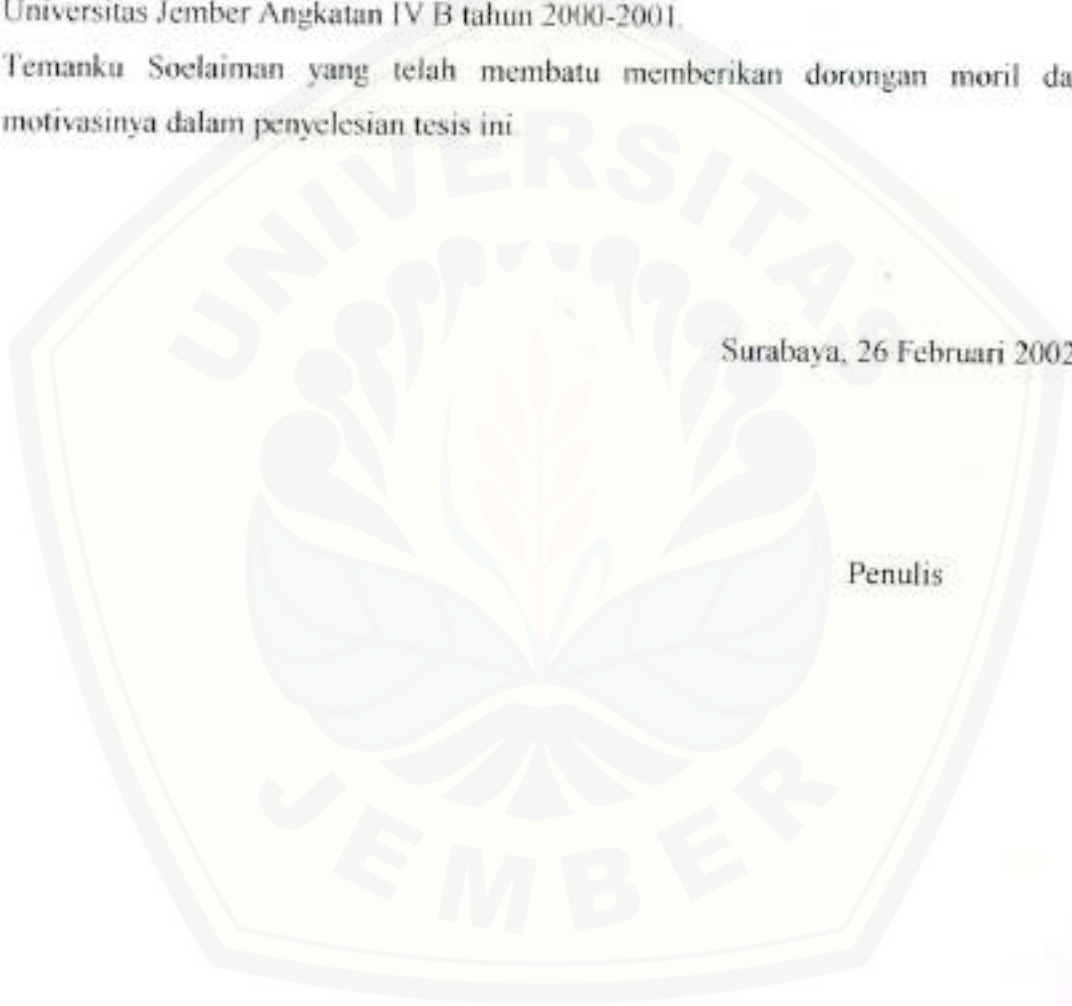 Universitas Jember Angkatan IV B tahun 2000-2001.
Temanku Soelaiman yang telah membatu memberikan dorongan moril da
motivasinya dalam penyelesian tesis ini
Surabaya, 26 Februari 2002
Penulis
UNIVERSITAS
JEMBER